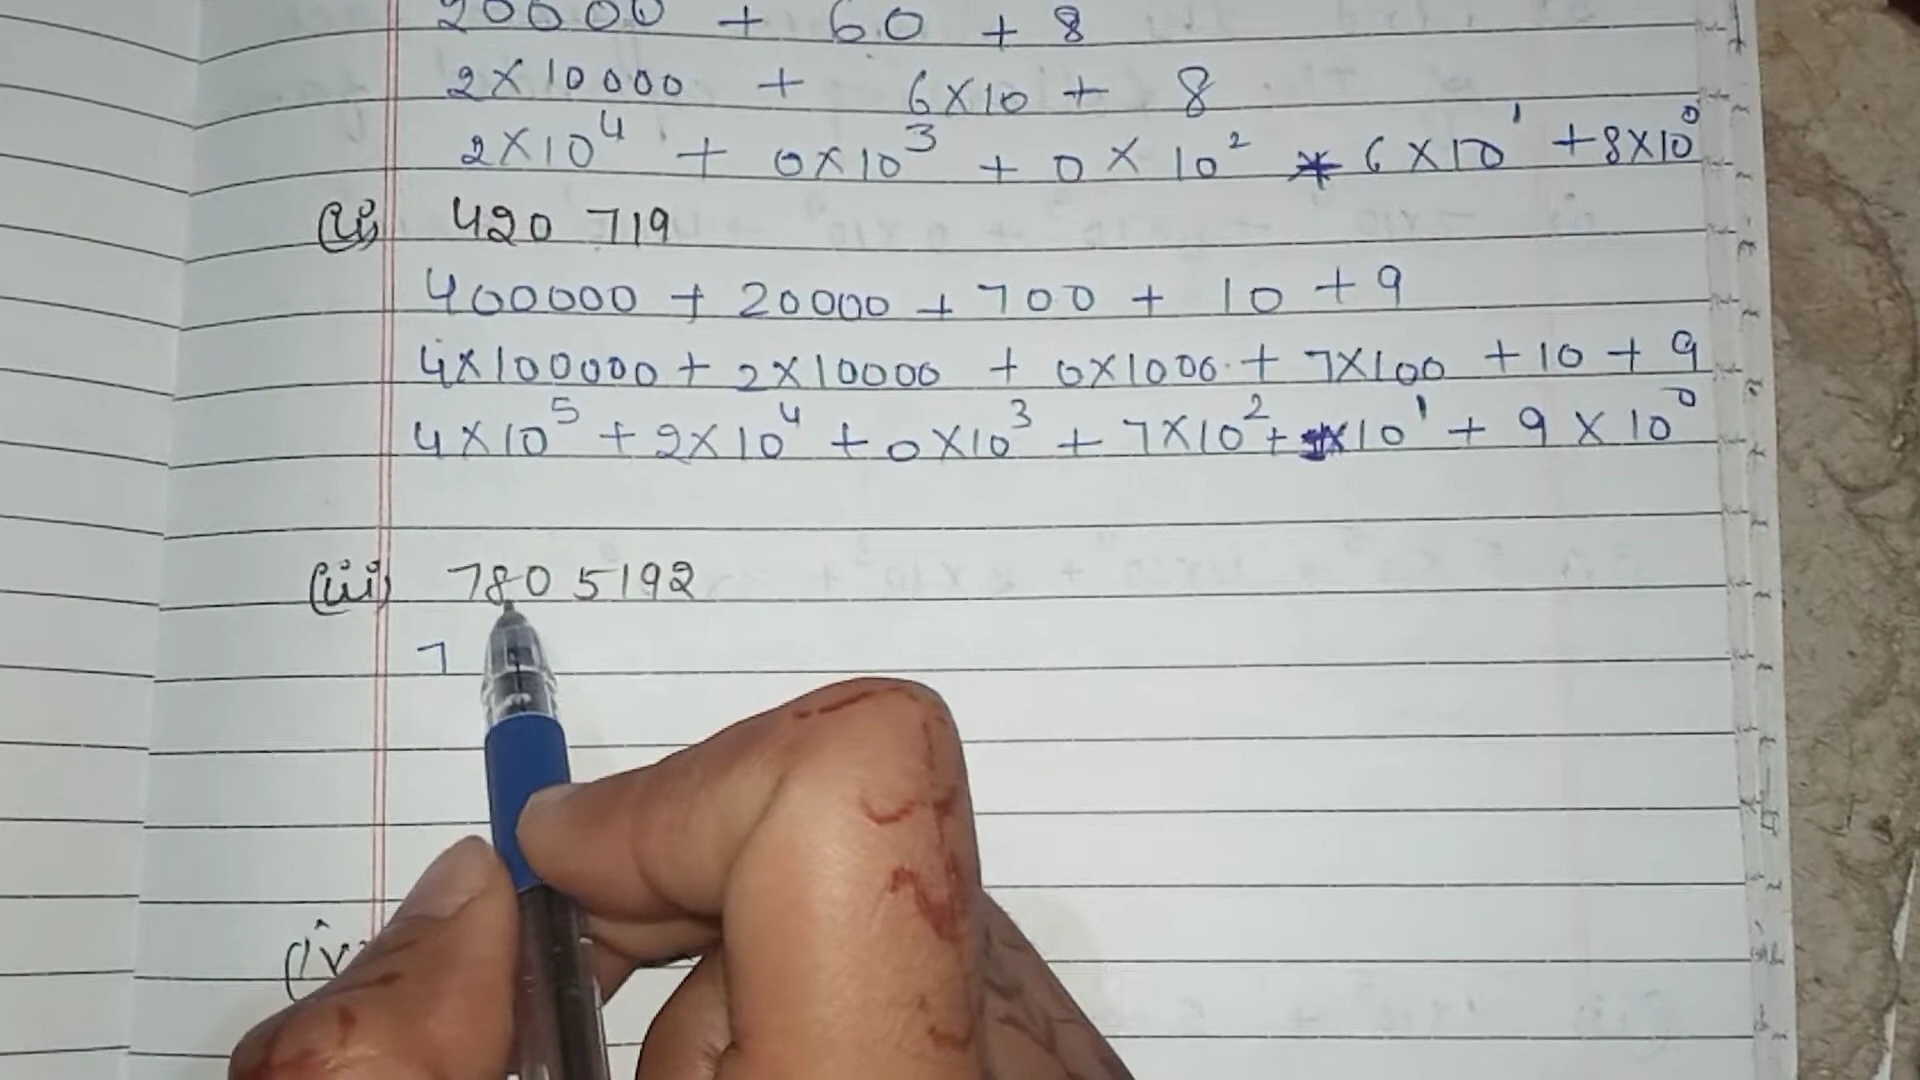 20000 + 60 + 8
2×10000 + 6×10 + 8
2×10⁴ + 0×10³ + 0×10² + 6×10¹ + 8×10⁰
(ii) 420 719
400000 + 20000 + 700 + 10 + 9
4×100000 + 2×10000 + 0×1000 + 7×100 + 10 + 9
4×10⁵ + 2×10⁴ + 0×10³ + 7×10² + 1×10¹ + 9×10⁰
(iii) 780 5192
7
(iv